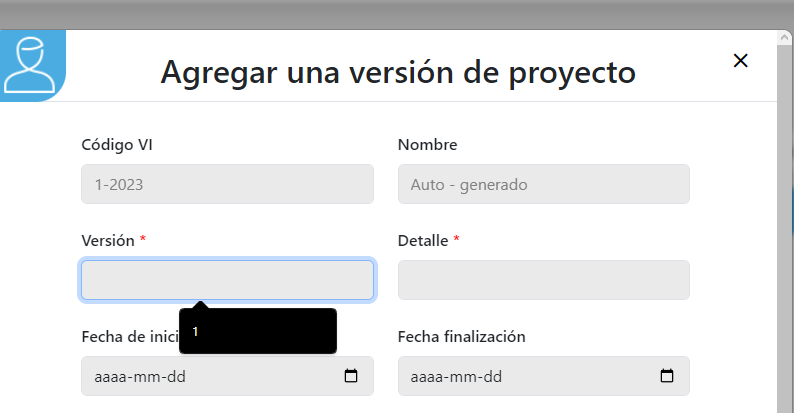 Agregar una versión de proyecto
Código VI
Nombre
1-2023
Auto - generado
Versión *
Detalle *
Fecha de inici
Fecha finalización
1
aaaa-mm-dd
aaaa-mm-dd